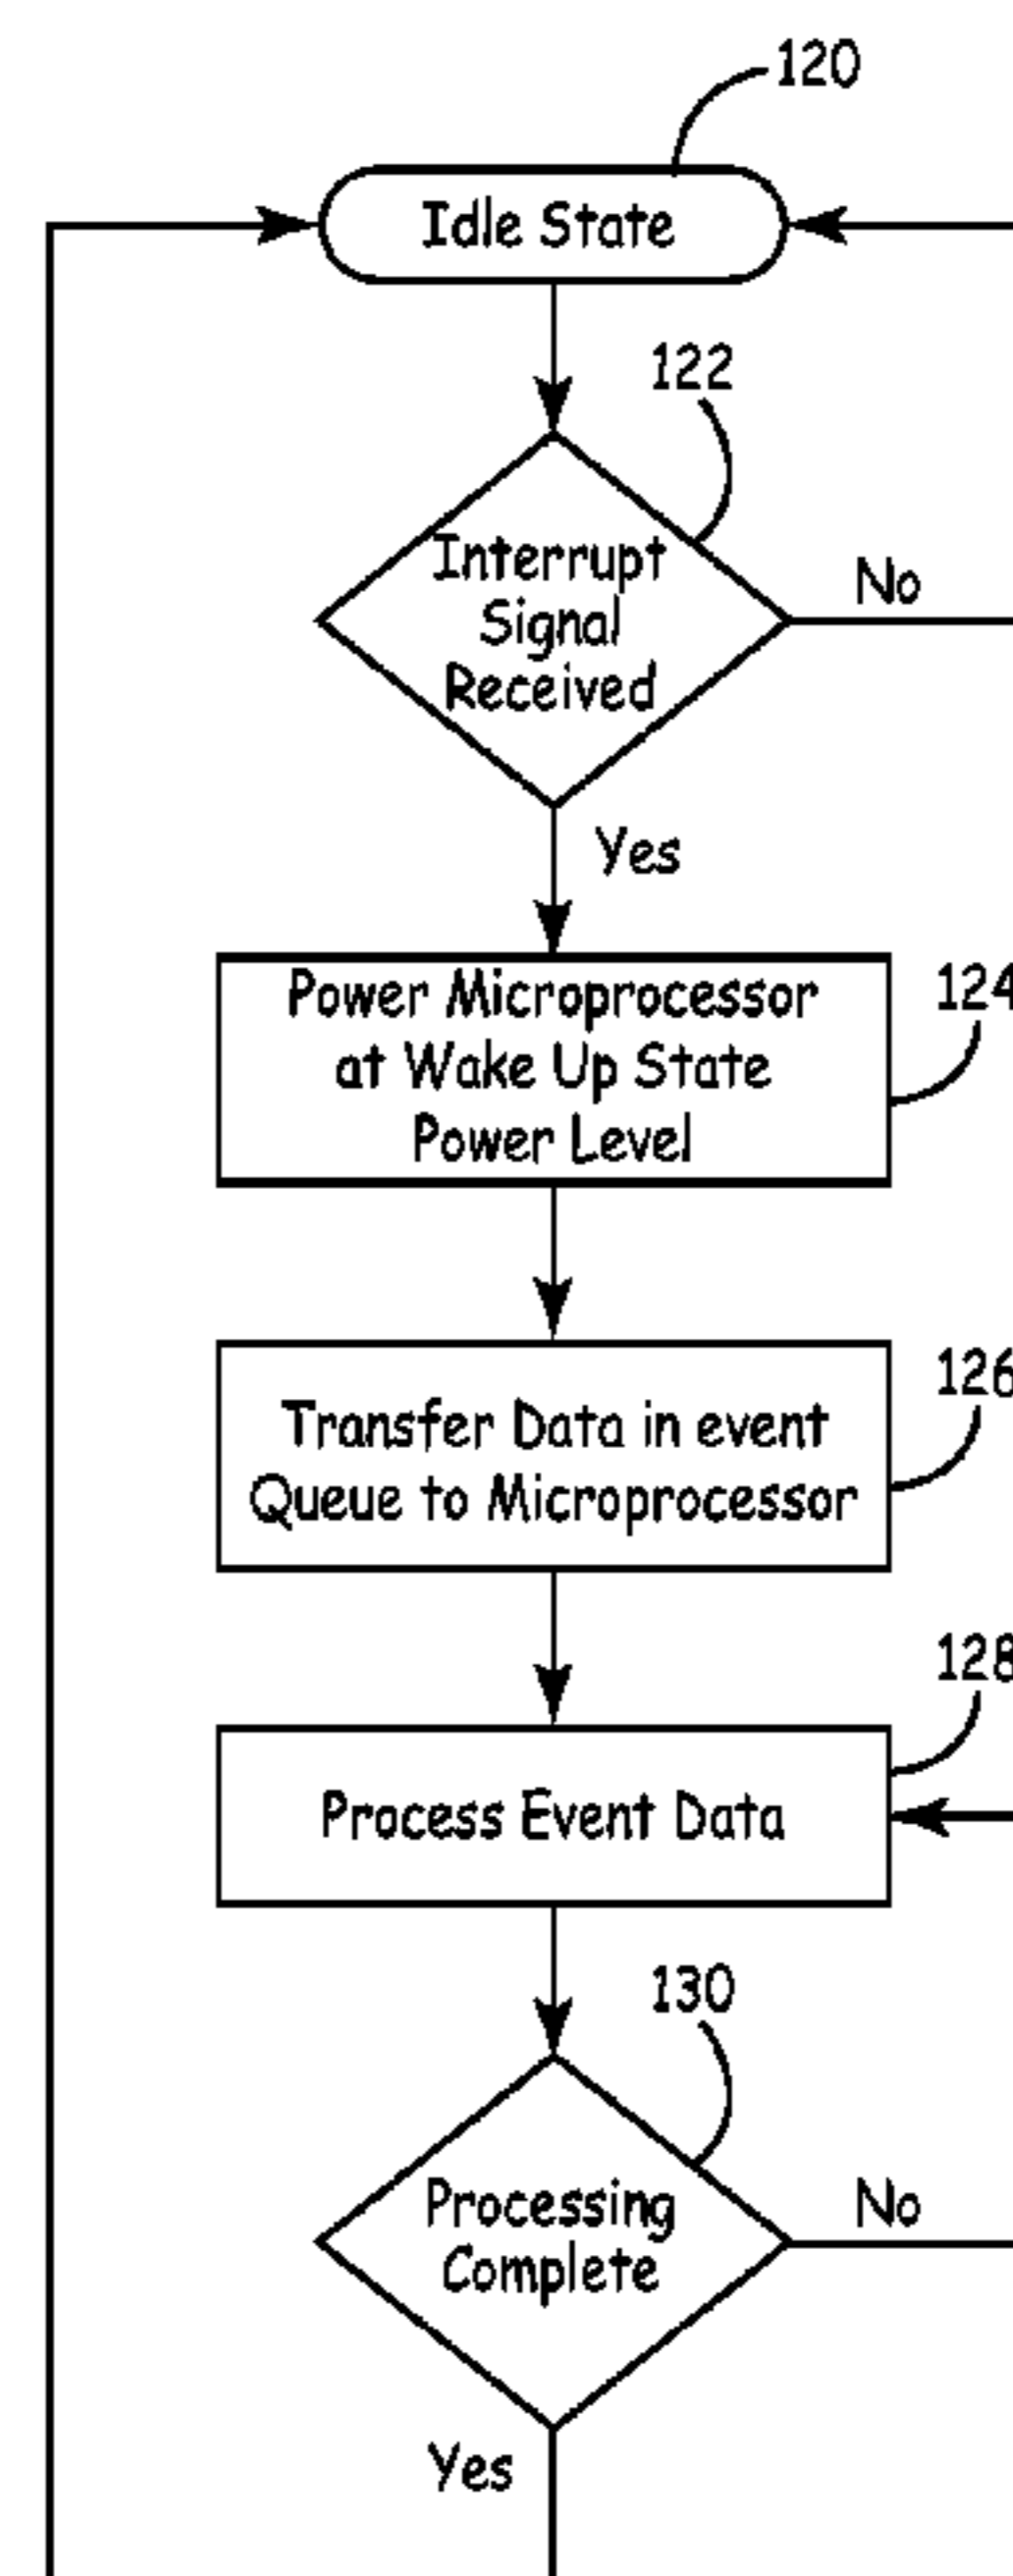 120
Idle State
122
Interrupt
Signal
Received
No
Yes
Power Microprocessor
at Wake Up State
Power Level
124
Transfer Data in event
Queue to Microprocessor
126
128
Process Event Data
130
Processing
Complete
No
Yes